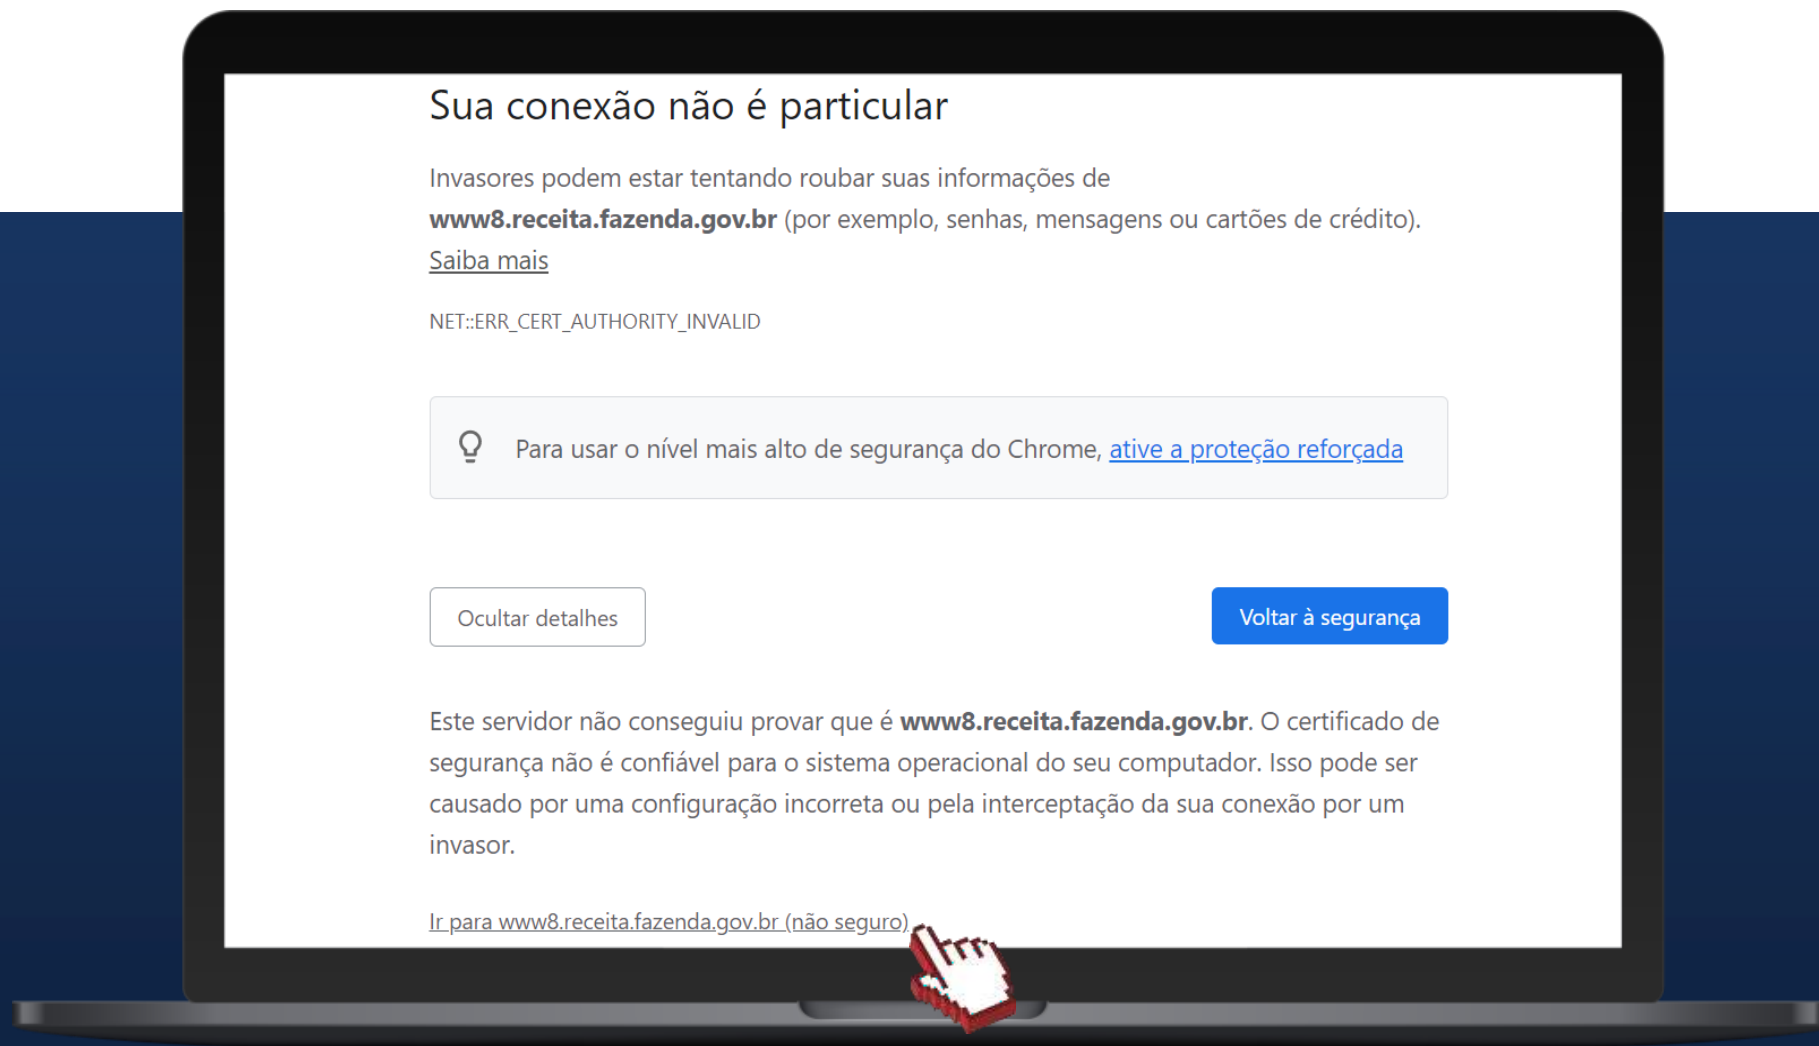 Sua conexão não é particular
Invasores podem estar tentando roubar suas informações de
www8.receita.fazenda.gov.br (por exemplo, senhas, mensagens ou cartões de crédito).
Saiba mais
NET::ERR_CERT_AUTHORITY_INVALID
Para usar o nível mais alto de segurança do Chrome, ative a proteção reforçada
Ocultar detalhes
Voltar à segurança
Este servidor não conseguiu provar que é www8.receita.fazenda.gov.br. O certificado de
segurança não é confiável para o sistema operacional do seu computador. Isso pode ser
causado por uma configuração incorreta ou pela interceptação da sua conexão por um
invasor.
Ir para www8.receita.fazenda.gov.br (não seguro)